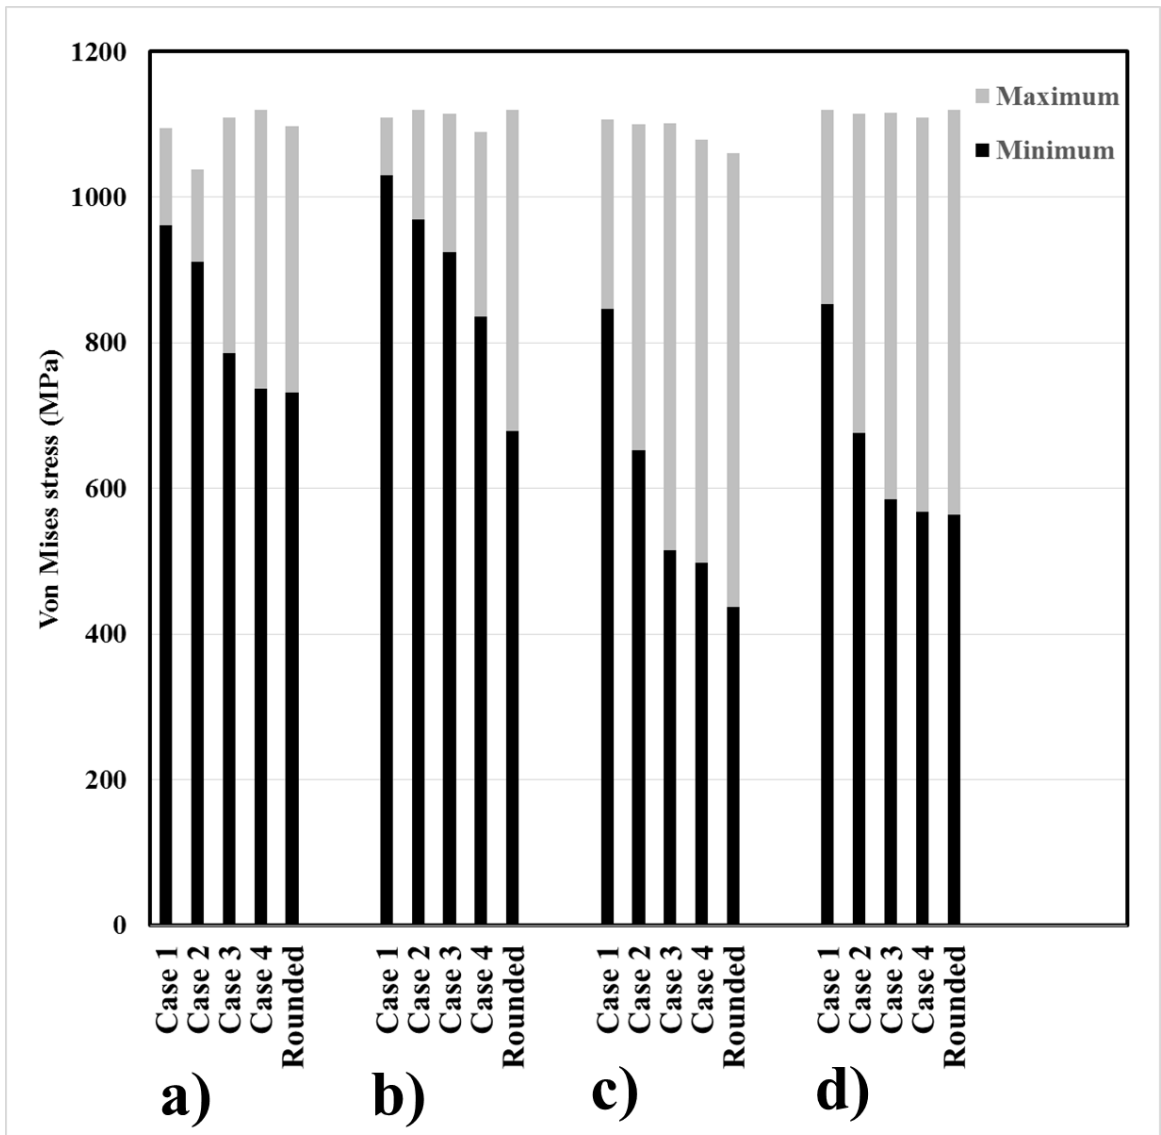 Von Mises stress (MPa)
1200
1000
800
600
400
200
0
Maximum
Minimum
Case 1
Case 2
Case 3
Case 4
Rounded
Case 1
Case 2
Case 3
Case 4
Rounded
Case 1
Case 2
Case 3
Case 4
Rounded
Case 1
Case 2
Case 3
Case 4
Rounded
a)
b)
c)
d)